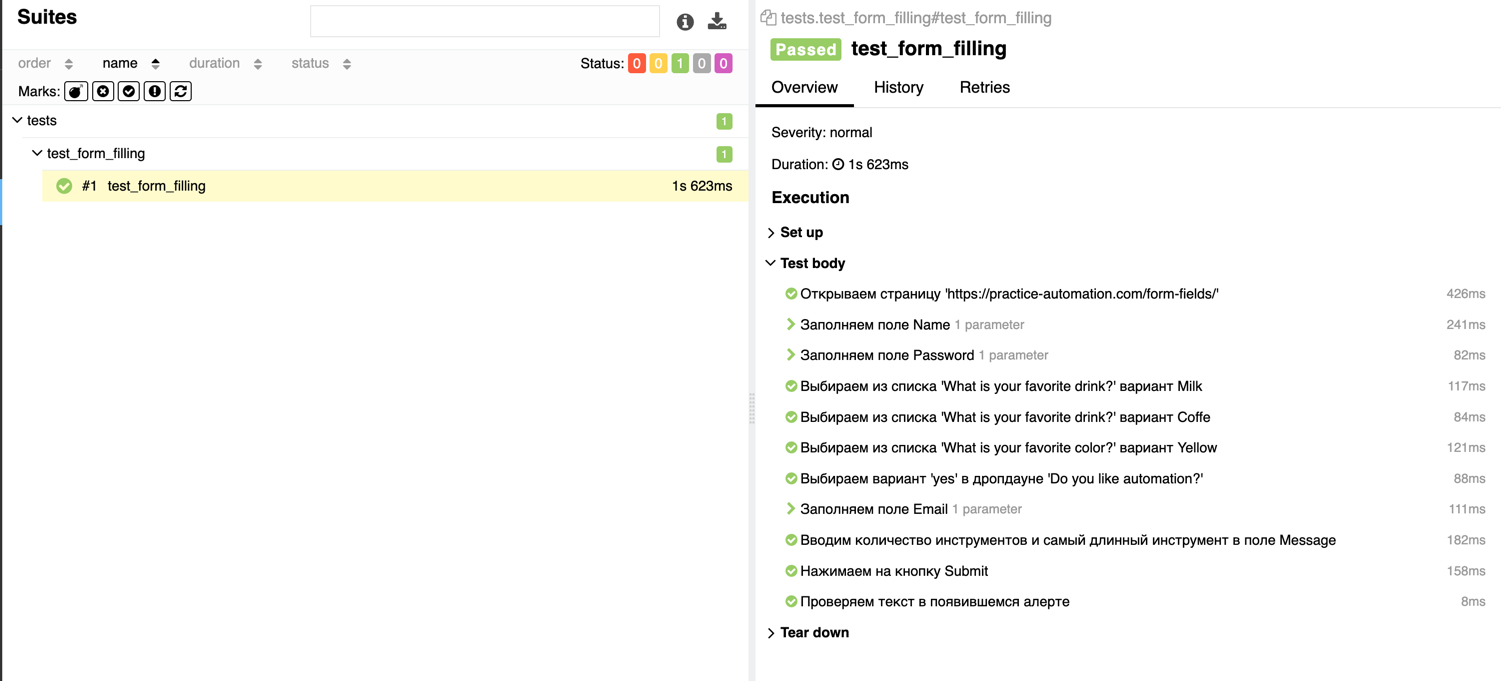 Suites
order name duration status Status: 0 0 1 0 0
Marks:
tests 1
test_form_filling 1
#1 test_form_filling 1s 623ms
tests.test_form_filling#test_form_filling
Passed test_form_filling
Overview History Retries
Severity: normal
Duration: 1s 623ms
Execution
Set up
Test body
Открываем страницу 'https://practice-automation.com/form-fields/' 426ms
Заполняем поле Name 1 parameter 241ms
Заполняем поле Password 1 parameter 82ms
Выбираем из списка 'What is your favorite drink?' вариант Milk 117ms
Выбираем из списка 'What is your favorite drink?' вариант Coffe 84ms
Выбираем из списка 'What is your favorite color?' вариант Yellow 121ms
Выбираем вариант 'yes' в дропдауне 'Do you like automation?' 88ms
Заполняем поле Email 1 parameter 111ms
Вводим количество инструментов и самый длинный инструмент в поле Message 182ms
Нажимаем на кнопку Submit 158ms
Проверяем текст в появившемся алерте 8ms
Tear down